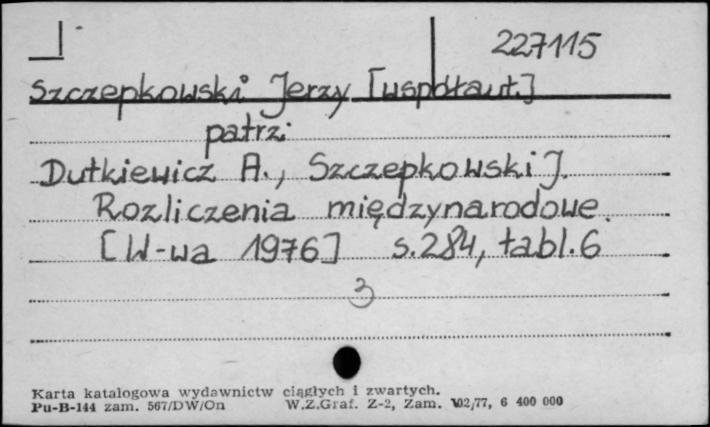 227115
Szczepkowski Jerzy [współaut.]
patrz:
Dutkiewicz A., Szczepkowski J.
Rozliczenia międzynarodowe.
[W-wa 1976] s.284, tabl.6
3
Karta katalogowa wydawnictw ciągłych i zwartych.
Pu-B-144 zam. 567/DW/On W.Z.Graf. Z-2, Zam. 102/77, 6 400 000